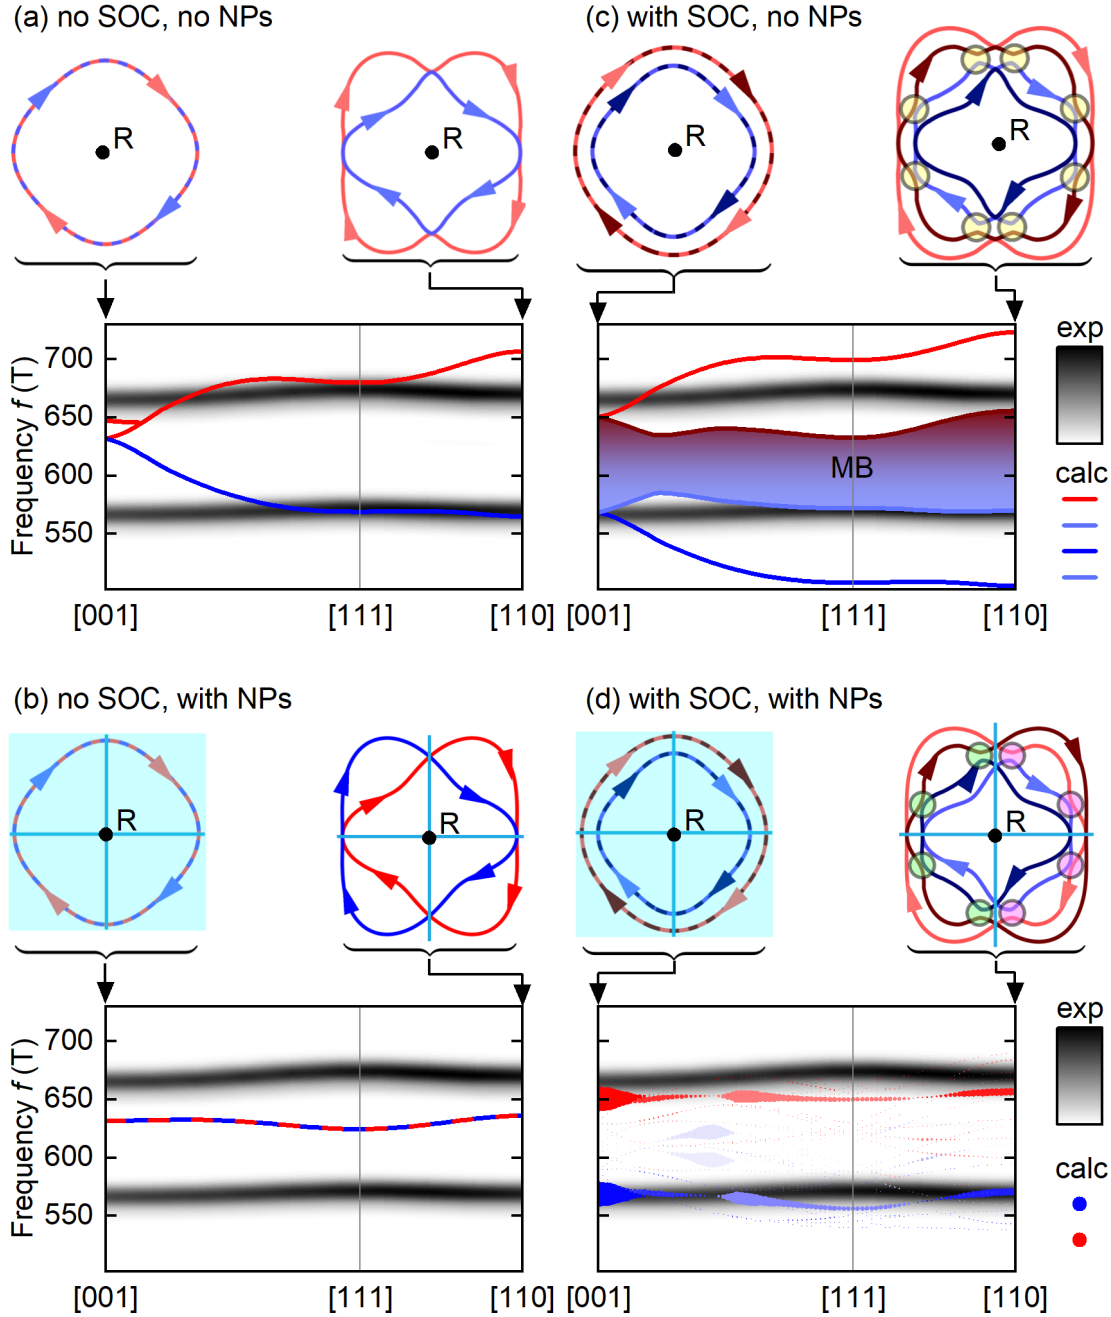 (a) no SOC, no NPs
R
R
Frequency f (T)
700
650
600
550
[001]
[111]
[110]
(c) with SOC, no NPs
R
R
MB
[001]
[111]
[110]
exp
calc
(b) no SOC, with NPs
R
R
Frequency f (T)
700
650
600
550
[001]
[111]
[110]
(d) with SOC, with NPs
R
R
[001]
[111]
[110]
exp
calc